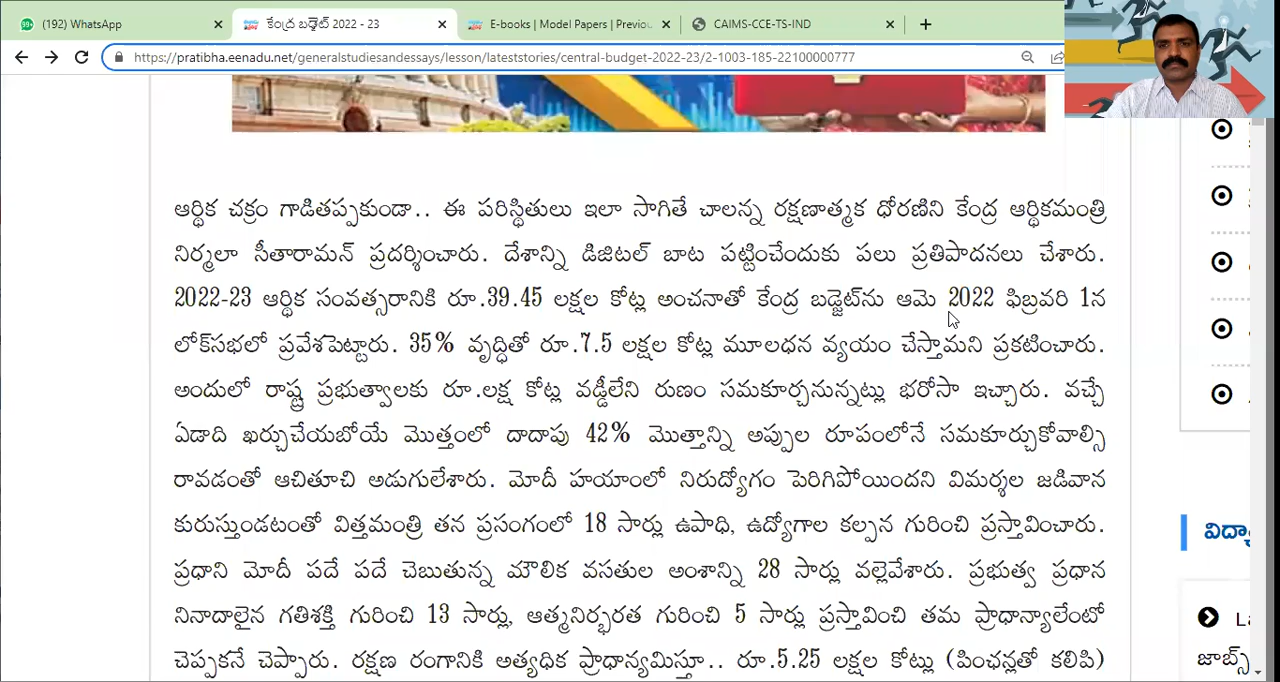 (192) WhatsApp
కేంద్ర బడ్జెట్ 2022 - 23
E-books | Model Papers | Previou
CAIMS-CCE-TS-IND
https://pratibha.eenadu.net/generalstudiesandessays/lesson/lateststories/central-budget-2022-23/2-1003-185-22100000777
ఆర్థిక చక్రం గాడితప్పకుండా.. ఈ పరిస్థితులు ఇలా సాగితే చాలన్న రక్షణాత్మక ధోరణిని కేంద్ర ఆర్థికమంత్రి
నిర్మలా సీతారామన్ ప్రదర్శించారు. దేశాన్ని డిజిటల్ బాట పట్టించేందుకు పలు ప్రతిపాదనలు చేశారు.
2022-23 ఆర్థిక సంవత్సరానికి రూ.39.45 లక్షల కోట్ల అంచనాతో కేంద్ర బడ్జెట్‌ను ఆమె 2022 ఫిబ్రవరి 1న
లోక్‌సభలో ప్రవేశపెట్టారు. 35% వృద్ధితో రూ.7.5 లక్షల కోట్ల మూలధన వ్యయం చేస్తామని ప్రకటించారు.
అందులో రాష్ట్ర ప్రభుత్వాలకు రూ.లక్ష కోట్ల వడ్డీలేని రుణం సమకూర్చనున్నట్లు భరోసా ఇచ్చారు. వచ్చే
ఏడాది ఖర్చుచేయబోయే మొత్తంలో దాదాపు 42% మొత్తాన్ని అప్పుల రూపంలోనే సమకూర్చుకోవాల్సి
రావడంతో ఆచితూచి అడుగులేశారు. మోదీ హయాంలో నిరుద్యోగం పెరిగిపోయిందని విమర్శల జడివాన
కురుస్తుండటంతో విత్తమంత్రి తన ప్రసంగంలో 18 సార్లు ఉపాధి, ఉద్యోగాల కల్పన గురించి ప్రస్తావించారు.
ప్రధాని మోదీ పదే పదే చెబుతున్న మౌలిక వసతుల అంశాన్ని 28 సార్లు వల్లెవేశారు. ప్రభుత్వ ప్రధాన
నినాదాలైన గతిశక్తి గురించి 13 సార్లు, ఆత్మనిర్భరత గురించి 5 సార్లు ప్రస్తావించి తమ ప్రాధాన్యాలేంటో
చెప్పకనే చెప్పారు. రక్షణ రంగానికి అత్యధిక ప్రాధాన్యమిస్తూ.. రూ.5.25 లక్షల కోట్లు (పింఛన్లతో కలిపి)
జాబ్స్